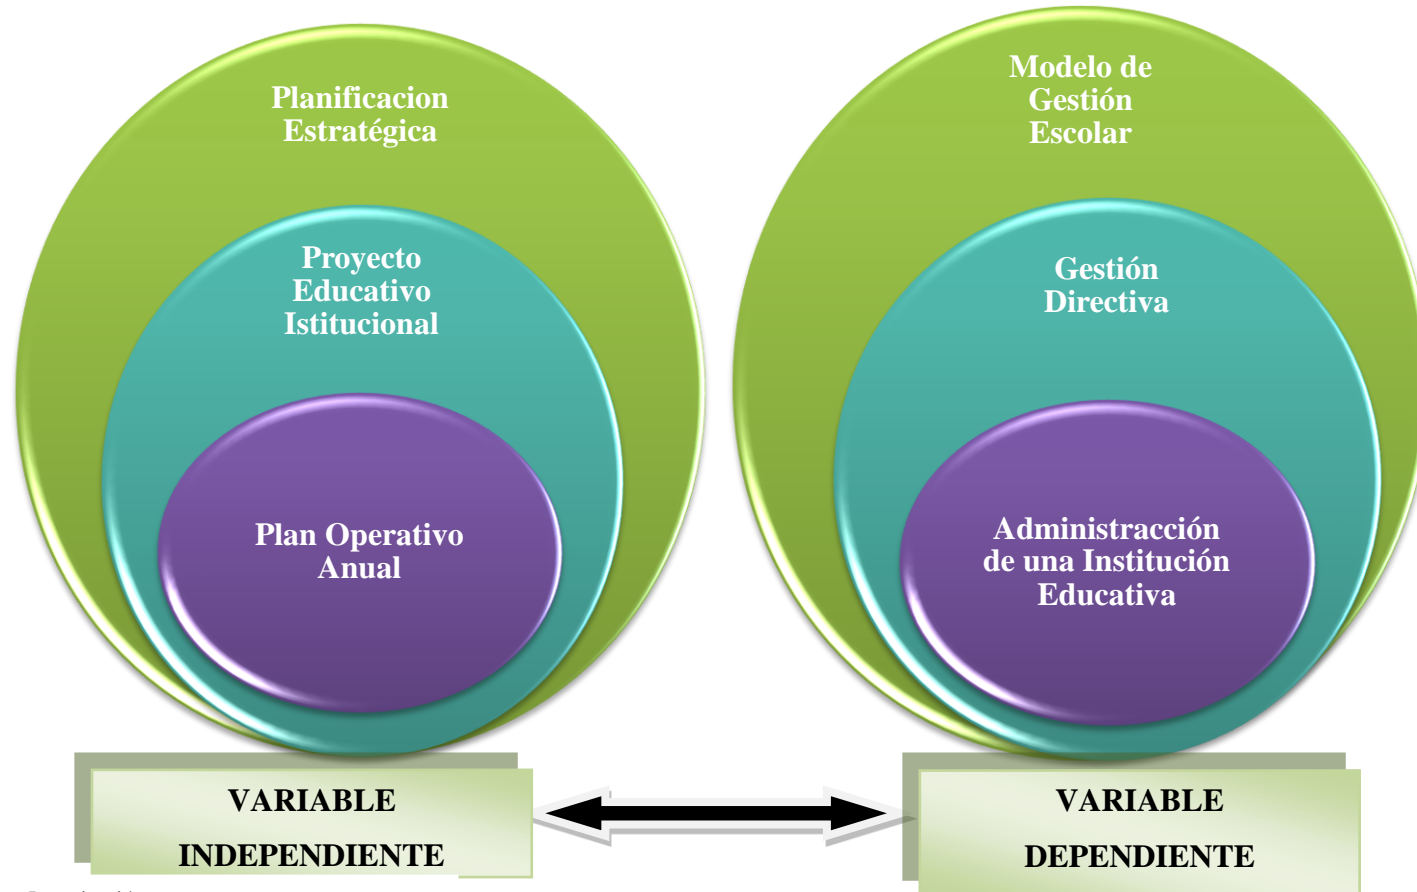 Planificacion
Estratégica
Proyecto
Educativo
Istitucional
Plan Operativo
Anual
VARIABLE
INDEPENDIENTE
Modelo de
Gestión
Escolar
Gestión
Directiva
Administracción
de una Institución
Educativa
VARIABLE
DEPENDIENTE